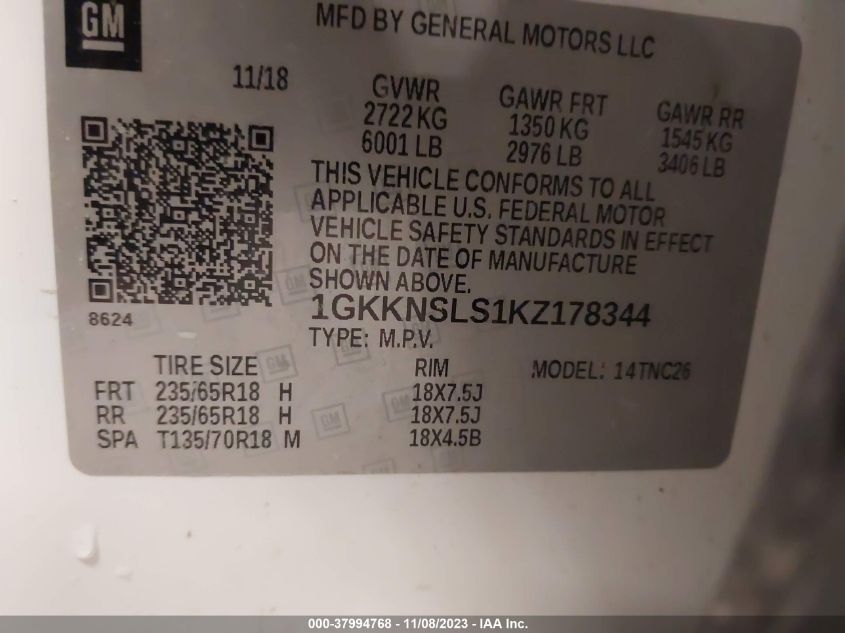 GM
MFD BY GENERAL MOTORS LLC
11/18
GVWR
2722 KG
6001 LB
GAWR FRT
1350 KG
2976 LB
GAWR RR
1545 KG
3406 LB
THIS VEHICLE CONFORMS TO ALL
APPLICABLE U.S. FEDERAL MOTOR
VEHICLE SAFETY STANDARDS IN EFFECT
ON THE DATE OF MANUFACTURE
SHOWN ABOVE.
8624
1GKKNSLS1KZ178344
TYPE: M.P.V.
TIRE SIZE RIM MODEL: 14TNC26
FRT 235/65R18 H 18X7.5J
RR 235/65R18 H 18X7.5J
SPA T135/70R18 M 18X4.5B
000-37994768 - 11/08/2023 - IAA Inc.